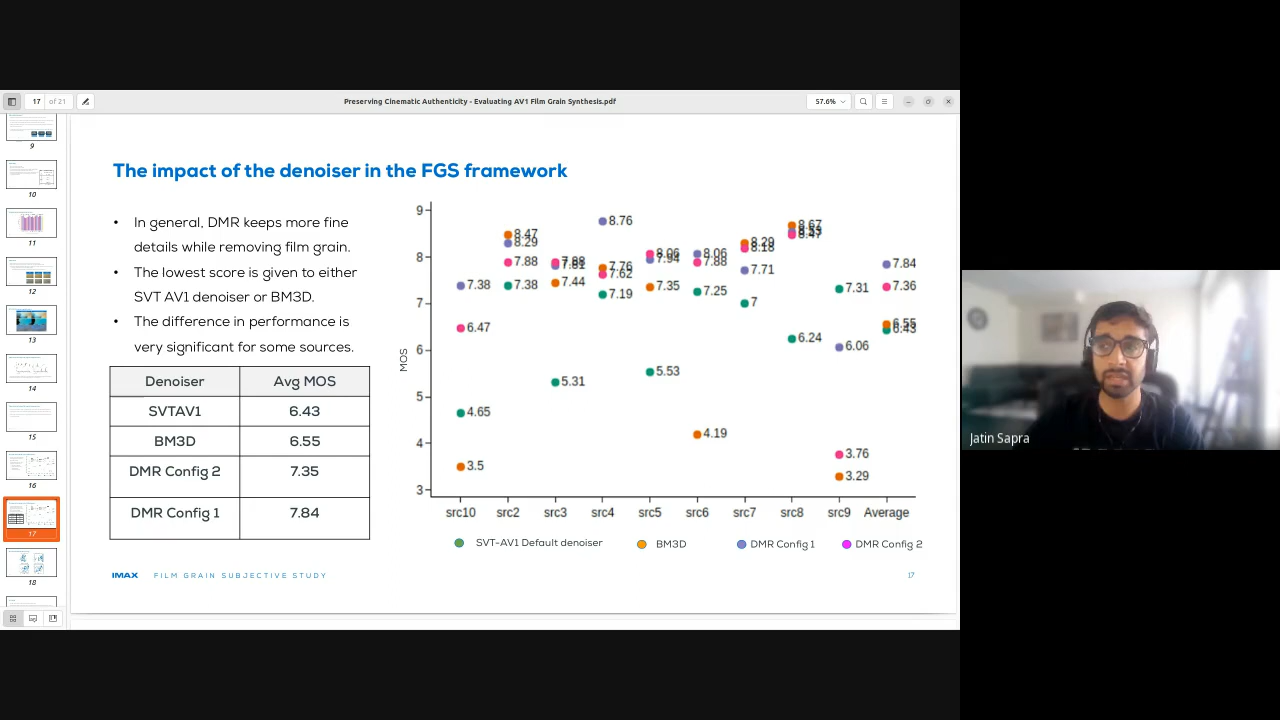 17 of 21
Preserving Cinematic Authenticity - Evaluating AV1 Film Grain Synthesis.pdf
57.6%
9
10
11
12
13
14
15
16
17
18
The impact of the denoiser in the FGS framework
• In general, DMR keeps more fine
details while removing film grain.
• The lowest score is given to either
SVT AV1 denoiser or BM3D.
• The difference in performance is
very significant for some sources.
Denoiser Avg MOS
SVTAV1 6.43
BM3D 6.55
DMR Config 2 7.35
DMR Config 1 7.84
MOS
9
8
7
6
5
4
3
7.38
6.47
4.65
3.5
8.47
8.29
7.88
7.38
7.88
7.44
5.31
8.76
7.76
7.62
7.19
8.06
7.94
7.35
5.53
8.06
7.88
7.25
4.19
7.71
7
8.67
6.24
7.31
6.06
3.76
3.29
7.84
7.36
6.55
6.43
src10 src2 src3 src4 src5 src6 src7 src8 src9 Average
SVT-AV1 Default denoiser BM3D DMR Config 1 DMR Config 2
IMAX FILM GRAIN SUBJECTIVE STUDY 17
Jatin Sapra